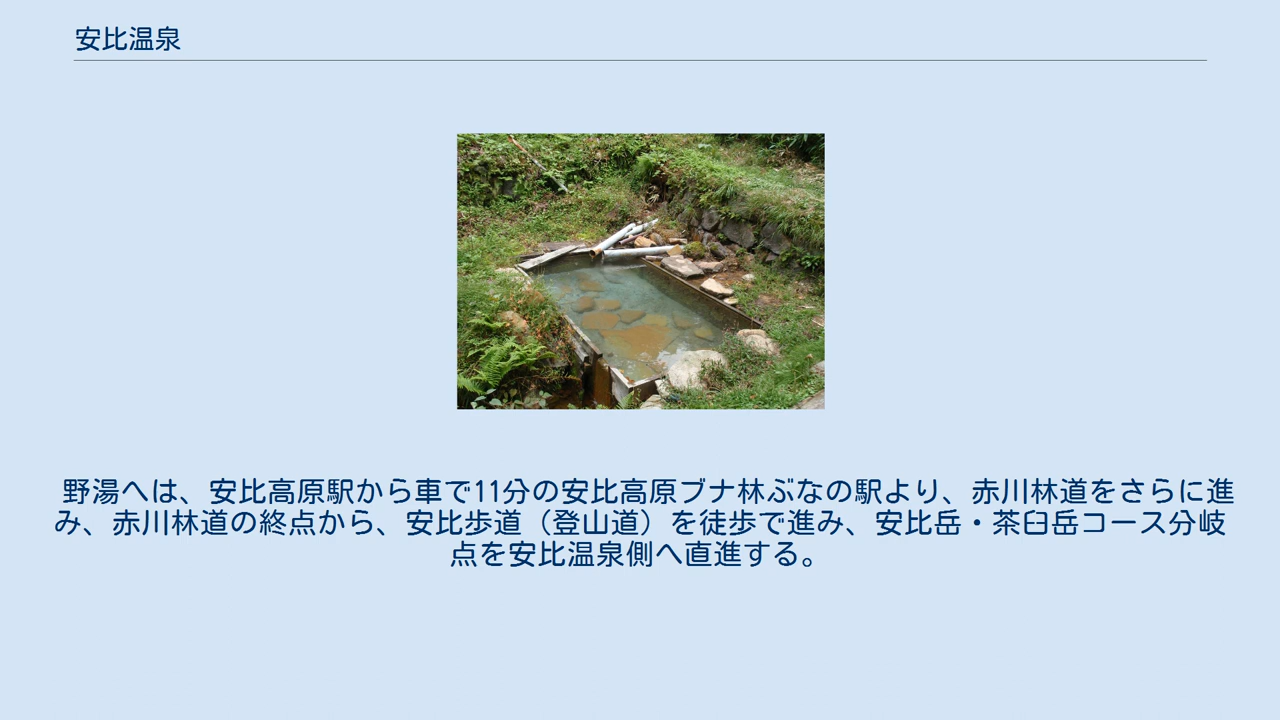 安比温泉
野湯へは、安比高原駅から車で11分の安比高原ブナ林ぶなの駅より、赤川林道をさらに進
み、赤川林道の終点から、安比歩道（登山道）を徒歩で進み、安比岳・茶臼岳コース分岐
点を安比温泉側へ直進する。